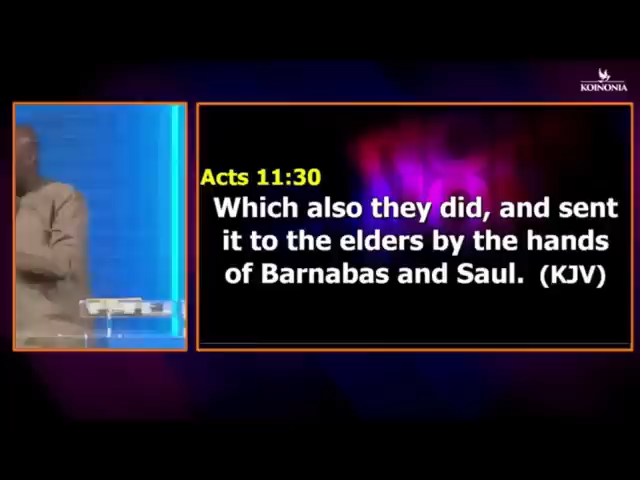 KOINONIA
Acts 11:30
Which also they did, and sent
it to the elders by the hands
of Barnabas and Saul. (KJV)